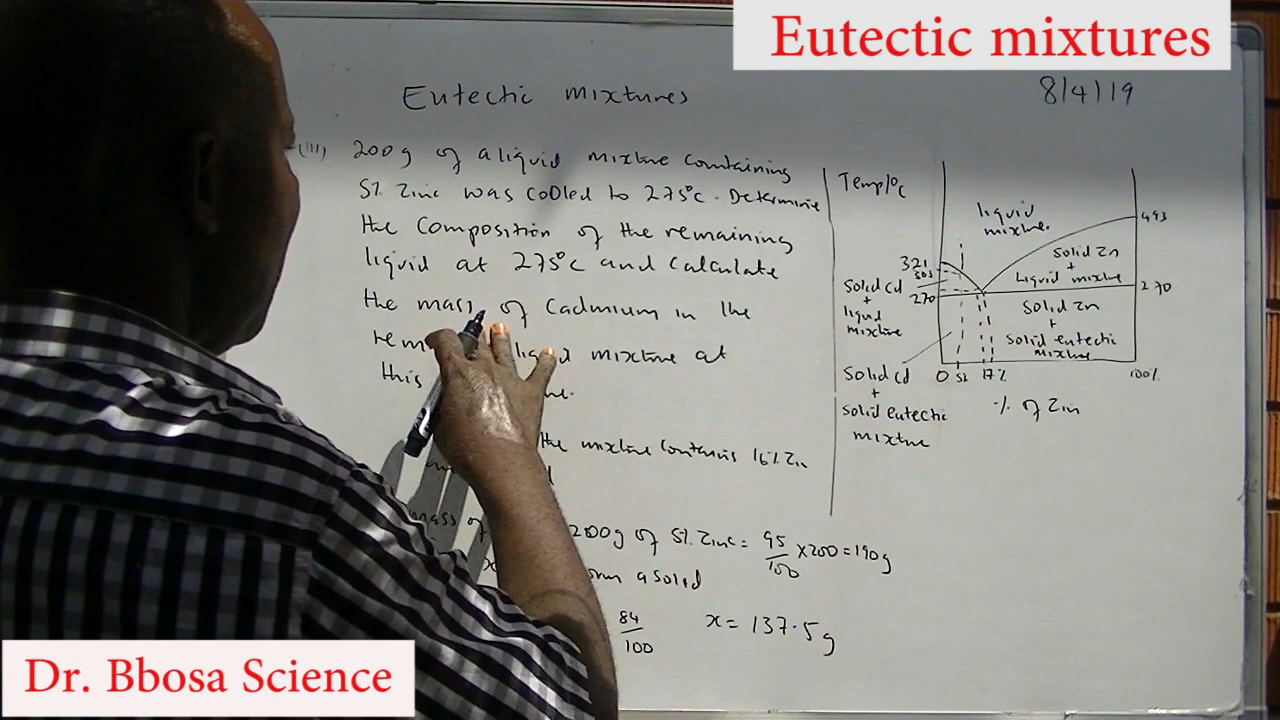 Eutectic mixtures
8/4/19
Eutectic mixtures
(III) 200g of a liquid mixture containing
5% Zinc was cooled to 275°C. Determine
the composition of the remaining
liquid at 275°C and calculate
the mass of cadmium in the
mixture at
this
the mixture contains 16% Zn
mass of 200g of 5% Zinc = 95/100 × 200 = 190g
a solid
84/100 x = 137.5g
Temp/°C
liquid
mixture
493
321
270
270
solid Zn
+
liquid mixture
solid Cd
+
liquid
mixture
solid Zn
+
solid eutectic
mixture
0 5% 17% 100%
% of Zin
solid Cd
+
solid eutectic
mixture
Dr. Bbosa Science